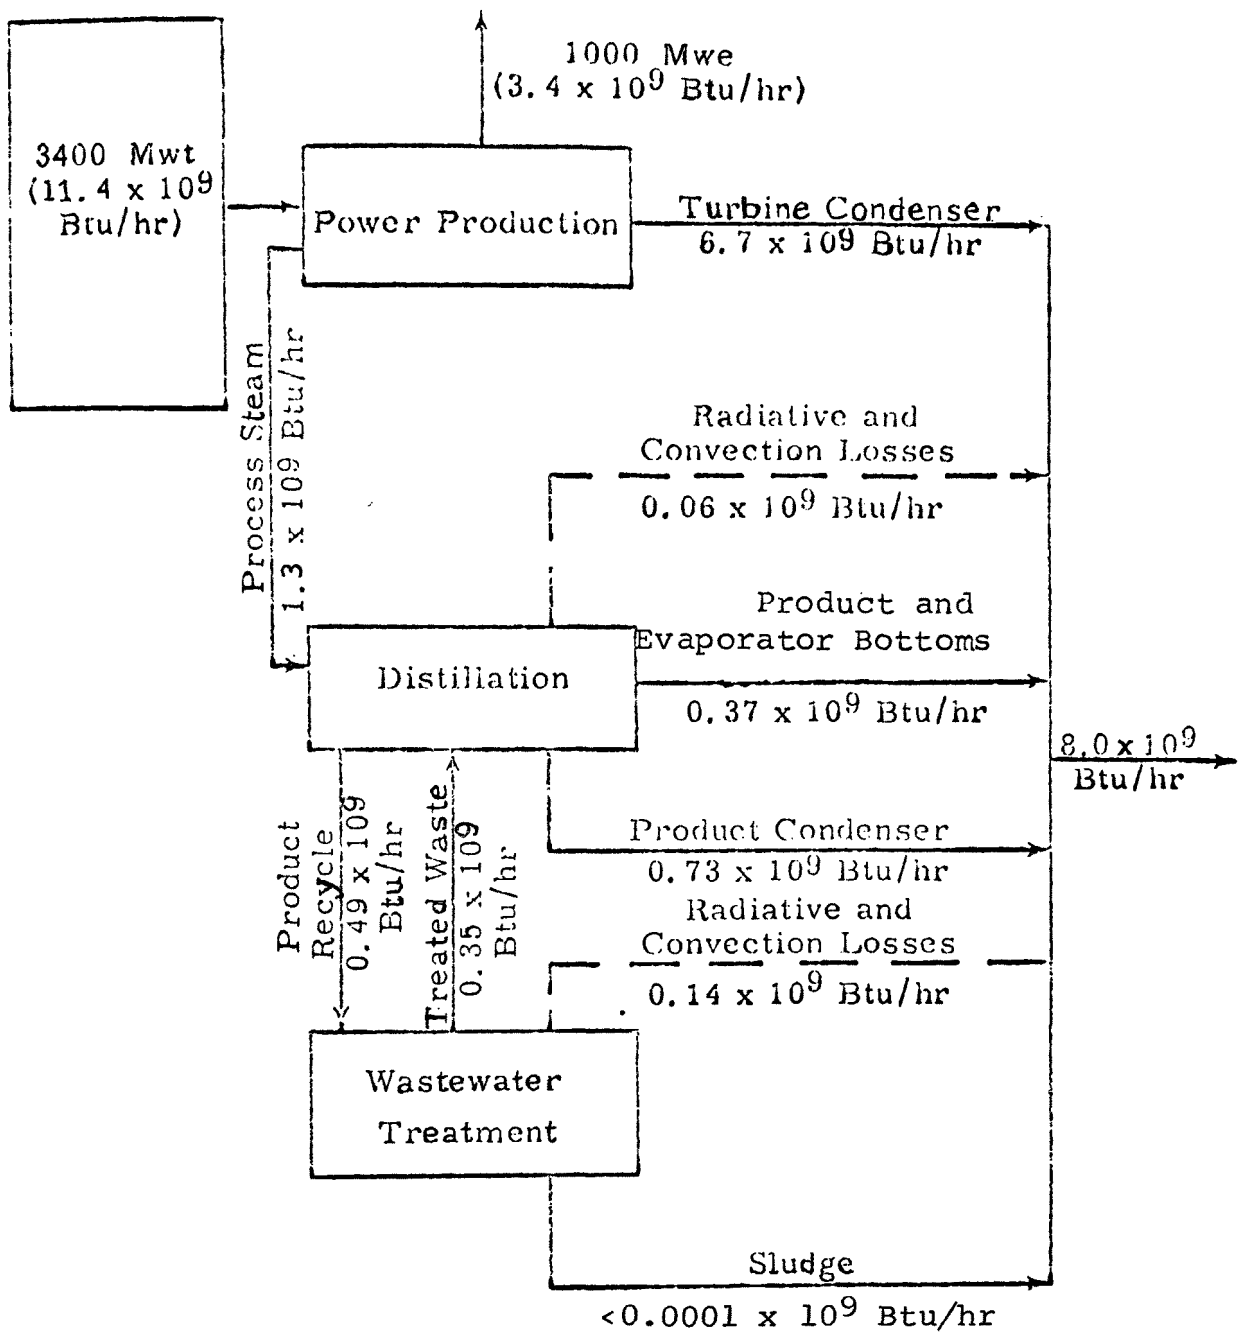 1000 Mwe
(3.4 x 10⁹ Btu/hr)
3400 Mwt
(11.4 x 10⁹
Btu/hr)
Power Production
Turbine Condenser
6.7 x 10⁹ Btu/hr
Process Steam
1.3 x 109 Btu/hr
Radiative and
Convection Losses
0.06 x 10⁹ Btu/hr
Product and
Evaporator Bottoms
Distillation
0.37 x 10⁹ Btu/hr
8.0 x 10⁹
Btu/hr
Product
Recycle
0.49 x 109
Btu/hr
Treated Waste
0.35 x 109
Btu/hr
Product Condenser
0.73 x 10⁹ Btu/hr
Radiative and
Convection Losses
0.14 x 10⁹ Btu/hr
Wastewater
Treatment
Sludge
<0.0001 x 10⁹ Btu/hr